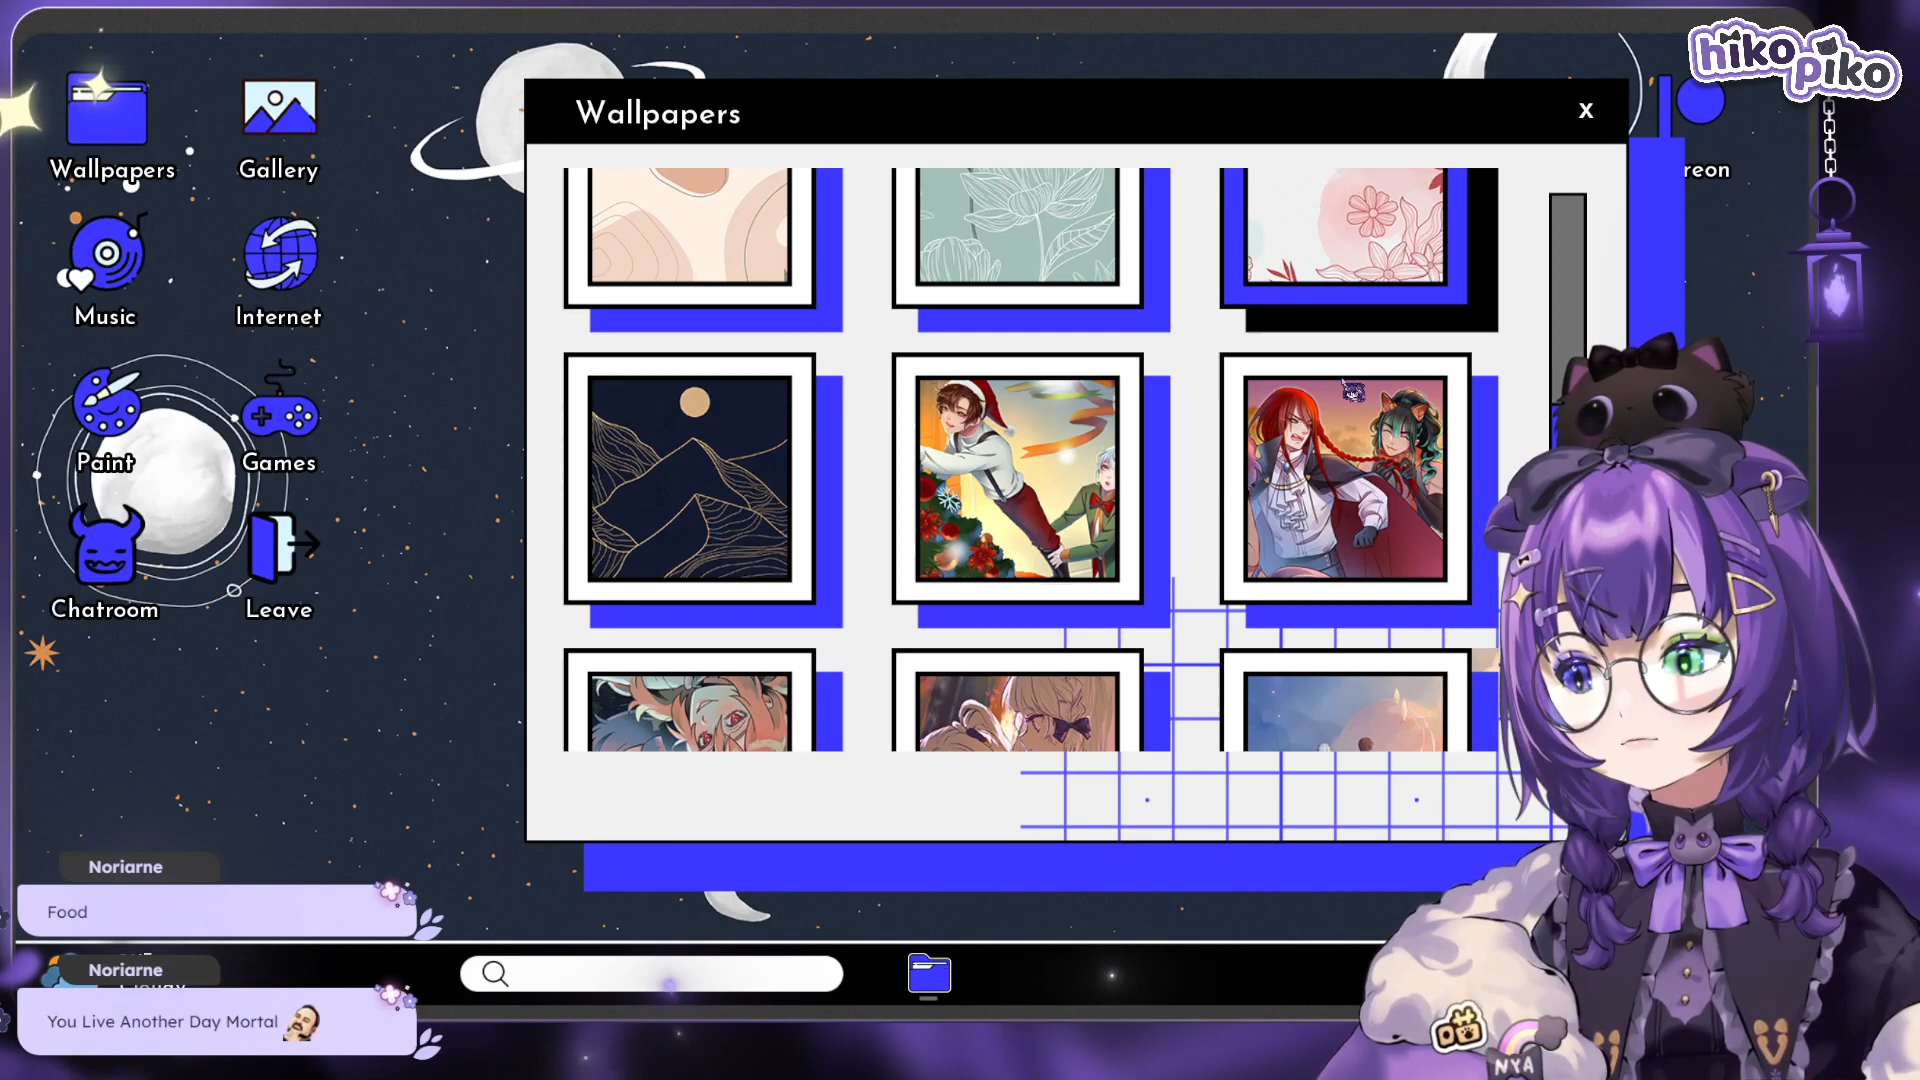 hiko
piko
Wallpapers
x
Wallpapers
Gallery
reon
Music
Internet
Paint
Games
Chatroom
Leave
Noriarne
Food
Noriarne
You Live Another Day Mortal
NYA